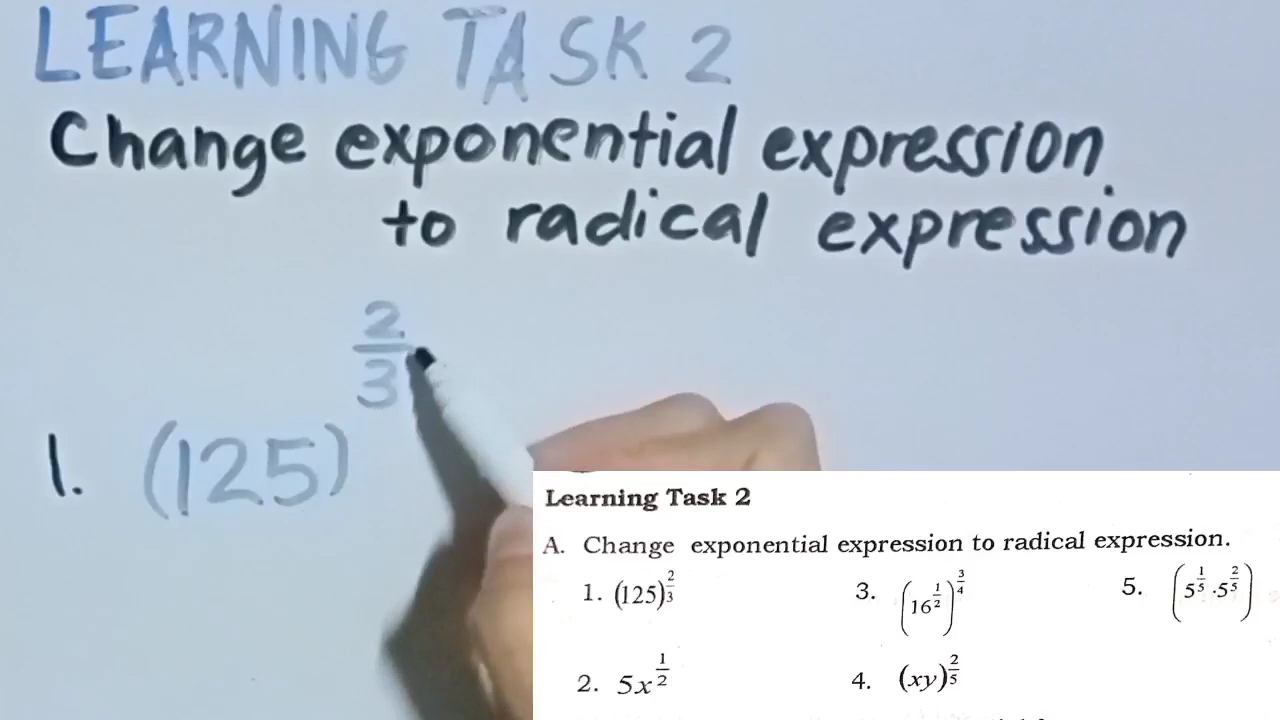 LEARNING TASK 2
Change exponential expression
to radical expression
1. (125)^(2/3)
Learning Task 2
A. Change exponential expression to radical expression.
1. (125)^(2/3) 3. (16^(1/2))^(3/4) 5. (5^(1/5) · 5^(2/5))
2. 5x^(1/2) 4. (xy)^(2/5)